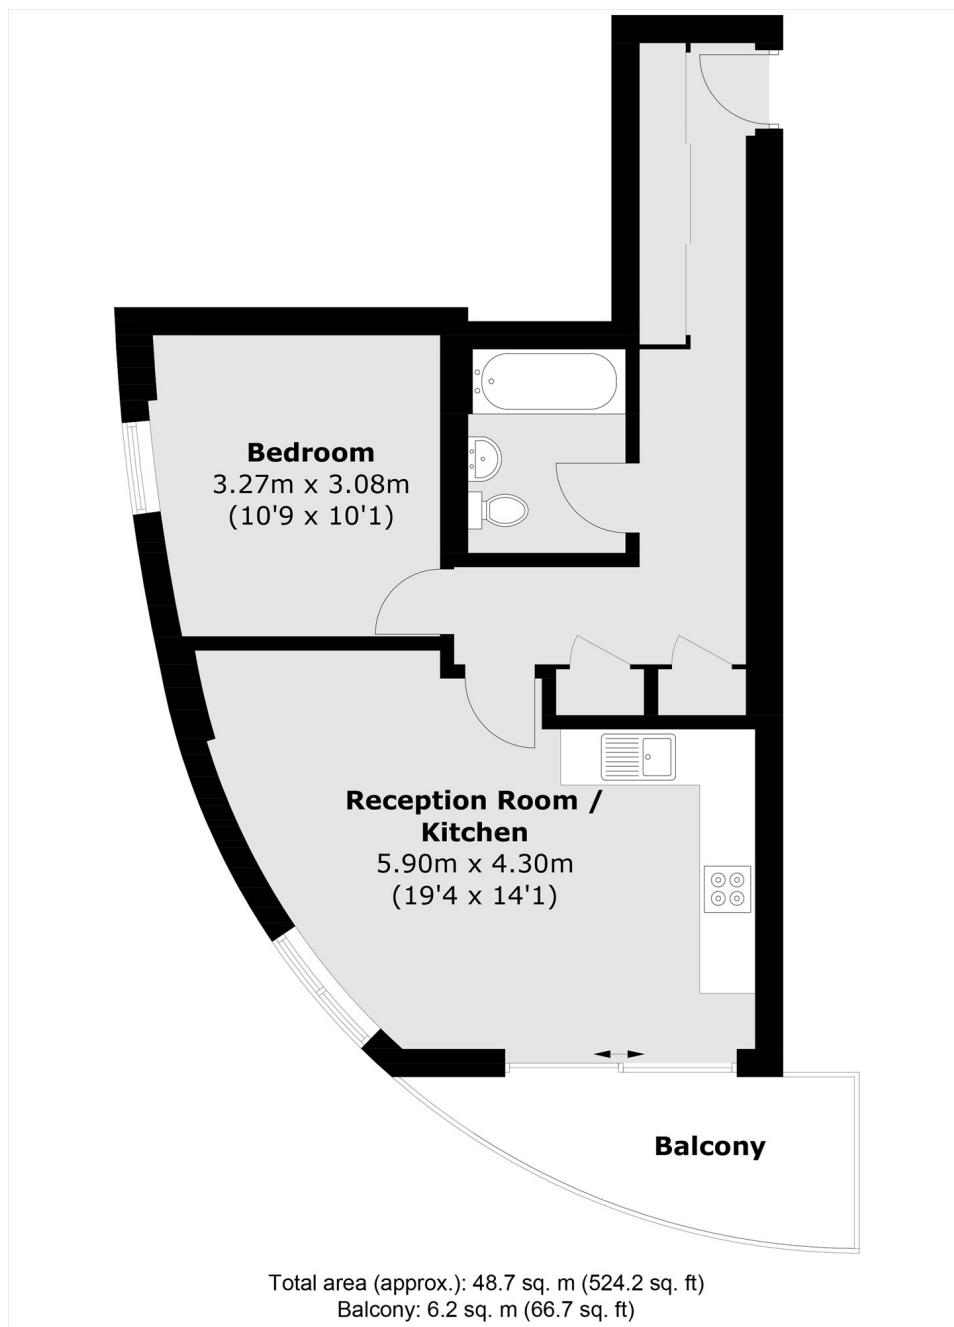 Bedroom
3.27m x 3.08m
(10'9 x 10'1)
Reception Room /
Kitchen
5.90m x 4.30m
(19'4 x 14'1)
Balcony
Total area (approx.): 48.7 sq. m (524.2 sq. ft)
Balcony: 6.2 sq. m (66.7 sq. ft)